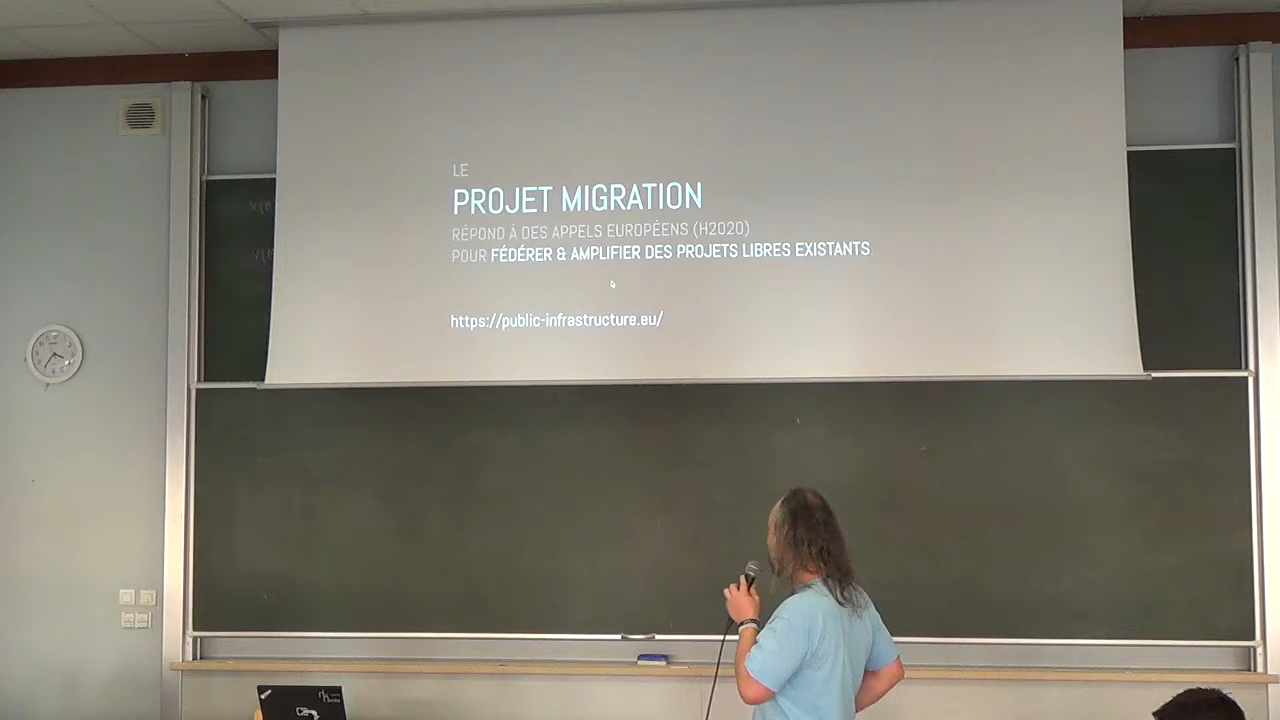 LE
PROJET MIGRATION
RÉPOND À DES APPELS EUROPÉENS (H2020)
POUR FÉDÉRER & AMPLIFIER DES PROJETS LIBRES EXISTANTS
https://public-infrastructure.eu/